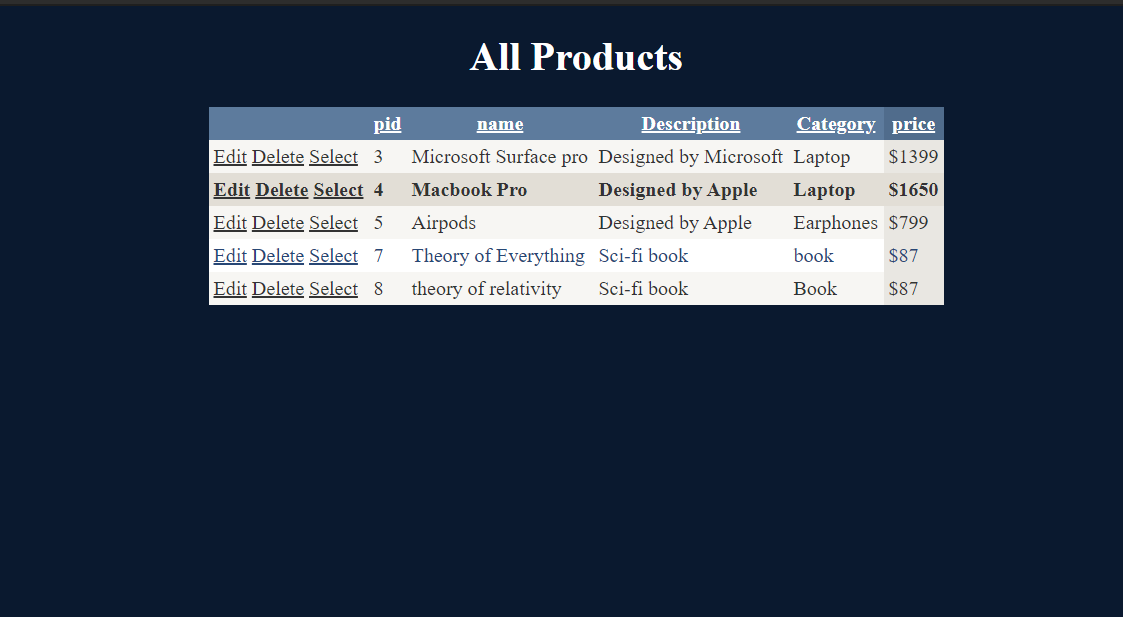 All Products
pid name Description Category price
Edit Delete Select 3 Microsoft Surface pro Designed by Microsoft Laptop $1399
Edit Delete Select 4 Macbook Pro Designed by Apple Laptop $1650
Edit Delete Select 5 Airpods Designed by Apple Earphones $799
Edit Delete Select 7 Theory of Everything Sci-fi book book $87
Edit Delete Select 8 theory of relativity Sci-fi book Book $87